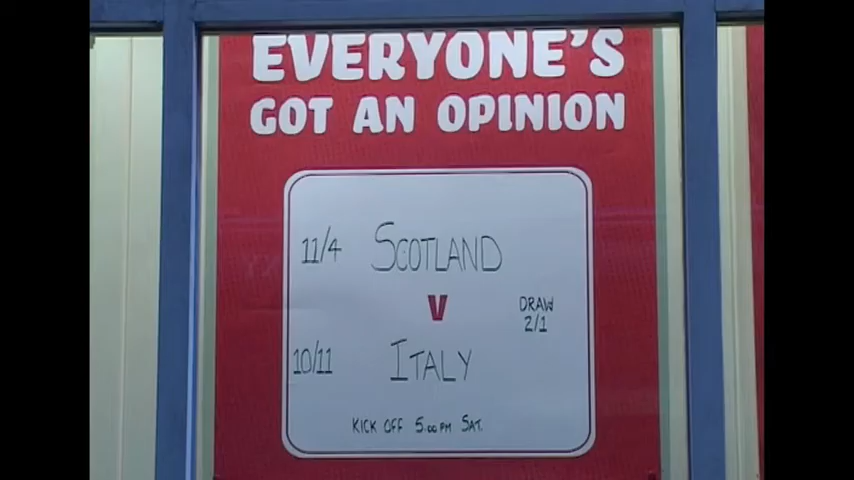 EVERYONE'S
GOT AN OPINION
11/4 SCOTLAND
V
DRAW
2/1
10/11 ITALY
KICK OFF 5.00PM SAT.